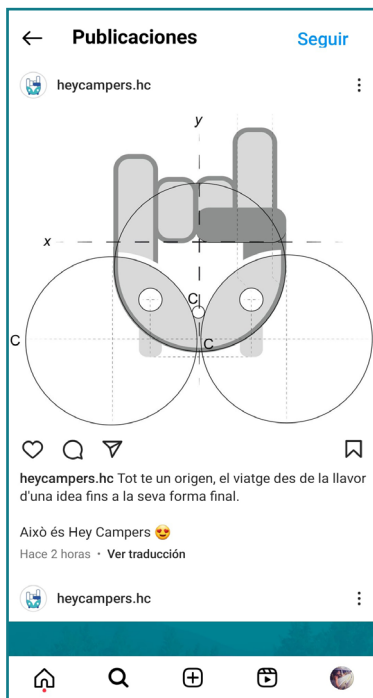 Publicaciones
Seguir
heycampers.hc
y
x
C
C
C
heycampers.hc Tot te un origen, el viatge des de la llavor
d'una idea fins a la seva forma final.
Això és Hey Campers 😍
Hace 2 horas • Ver traducción
heycampers.hc